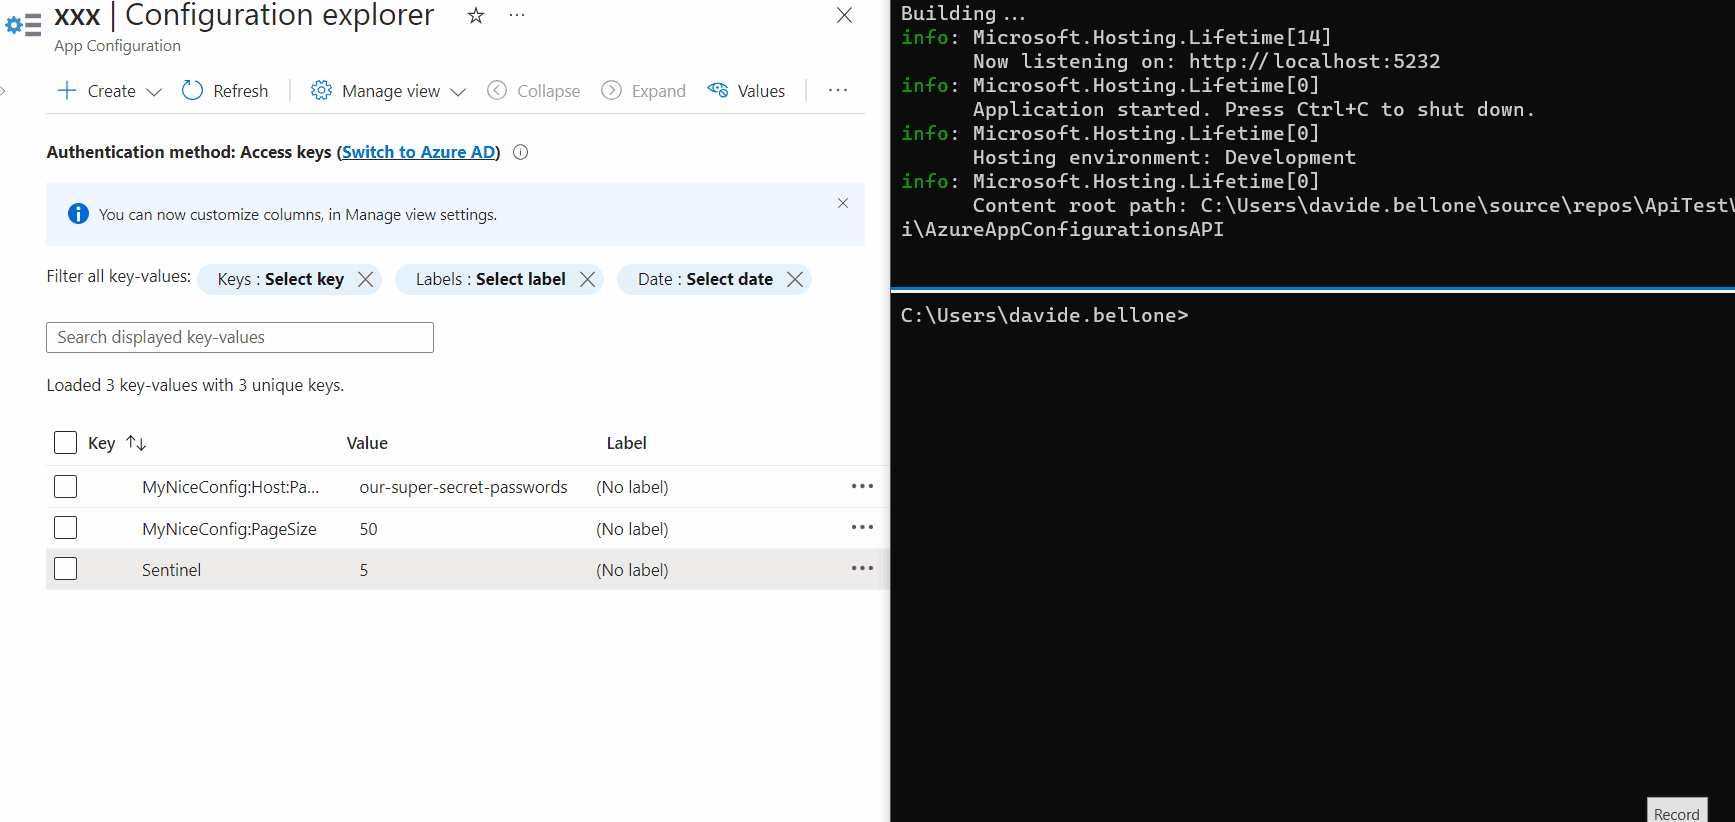 xxx | Configuration explorer
App Configuration
Create Refresh Manage view Collapse Expand Values
Authentication method: Access keys (Switch to Azure AD)
You can now customize columns, in Manage view settings.
Filter all key-values: Keys : Select key Labels : Select label Date : Select date
Search displayed key-values
Loaded 3 key-values with 3 unique keys.
Key Value Label
MyNiceConfig:Host:Pa... our-super-secret-passwords (No label)
MyNiceConfig:PageSize 50 (No label)
Sentinel 5 (No label)
Building...
info: Microsoft.Hosting.Lifetime[14]
Now listening on: http://localhost:5232
info: Microsoft.Hosting.Lifetime[0]
Application started. Press Ctrl+C to shut down.
info: Microsoft.Hosting.Lifetime[0]
Hosting environment: Development
info: Microsoft.Hosting.Lifetime[0]
Content root path: C:\Users\davide.bellone\source\repos\ApiTest\
i\AzureAppConfigurationsAPI
C:\Users\davide.bellone>
Record